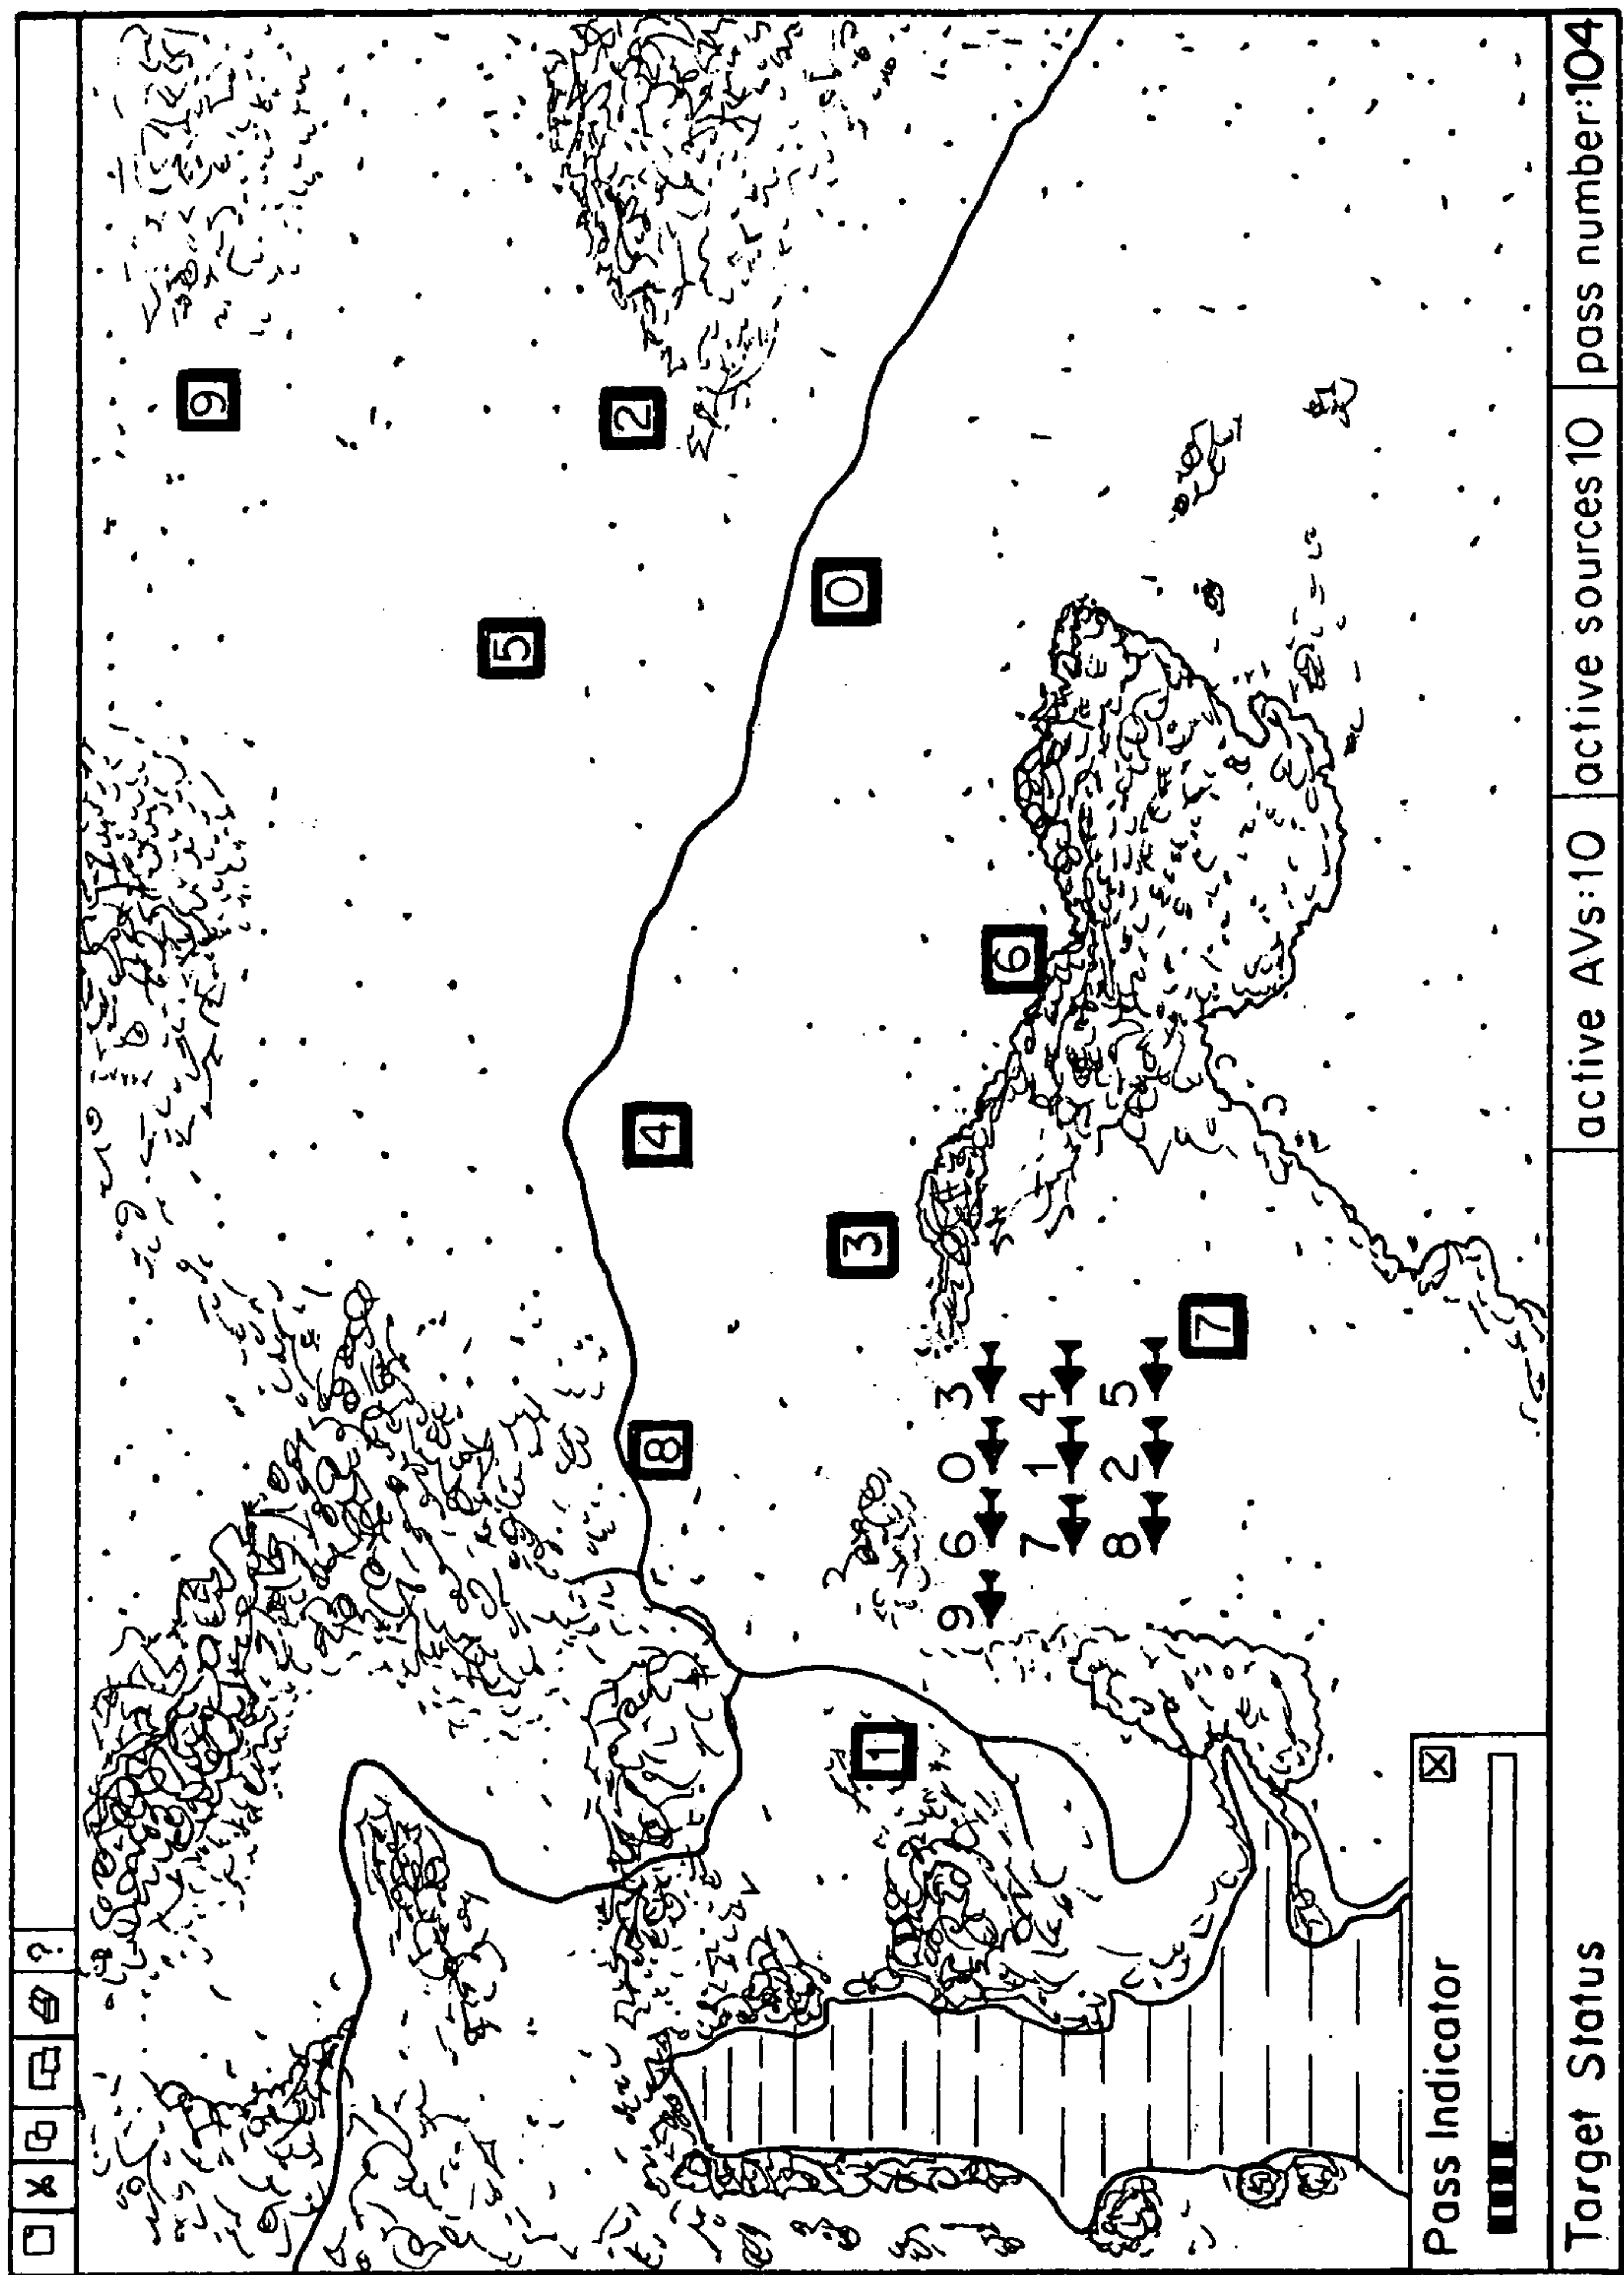 ?
9
5
8 4 2
1 3 0
9 6 0 3
6
7 1 4
8 2 5
7
Pass Indicator
Target Status active AVs:10 active sources 10 pass number:104